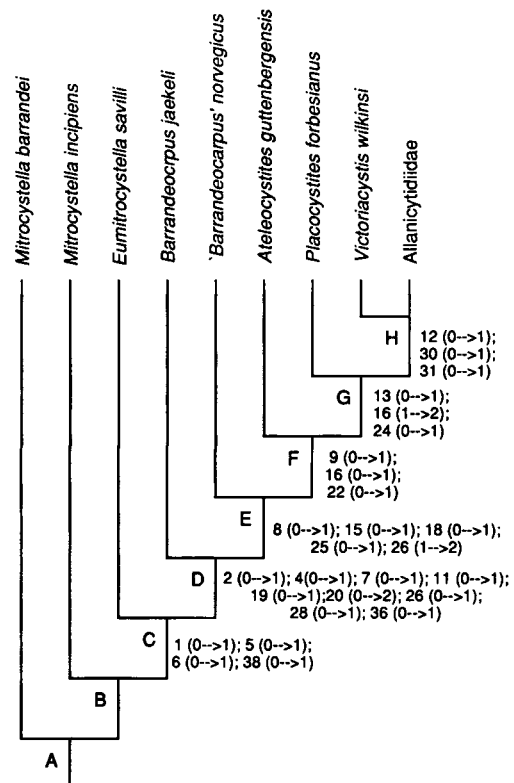 Mitrocystella barrandei
Mitrocystella incipiens
Eumitrocystella savilli
Barrandeocrpus jaekeli
`Barrandeocarpus' norvegicus
Ateleocystites guttenbergensis
Placocystites forbesianus
Victoriacystis wilkinsi
Allanicytidiidae
H
12 (0-->1);
30 (0-->1);
31 (0-->1)
G
13 (0-->1);
16 (1-->2);
24 (0-->1)
F
9 (0-->1);
16 (0-->1);
22 (0-->1)
E
8 (0-->1); 15 (0-->1); 18 (0-->1);
25 (0-->1); 26 (1-->2)
D
2 (0-->1); 4(0-->1); 7 (0-->1); 11 (0-->1);
19 (0-->1);20 (0-->2); 26 (0-->1);
28 (0-->1); 36 (0-->1)
C
1 (0-->1); 5 (0-->1);
6 (0-->1); 38 (0-->1)
B
A